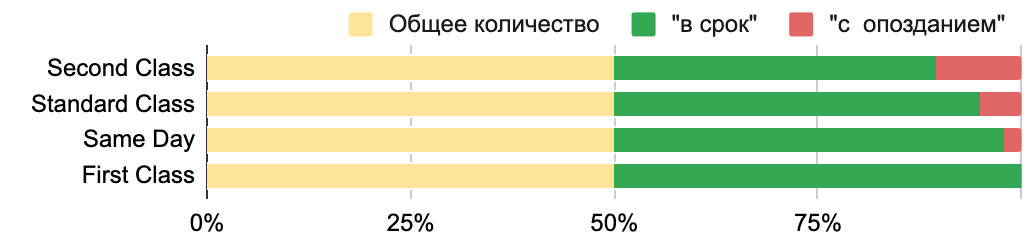 Общее количество "в срок" "с опозданием"
Second Class
Standard Class
Same Day
First Class
0% 25% 50% 75%